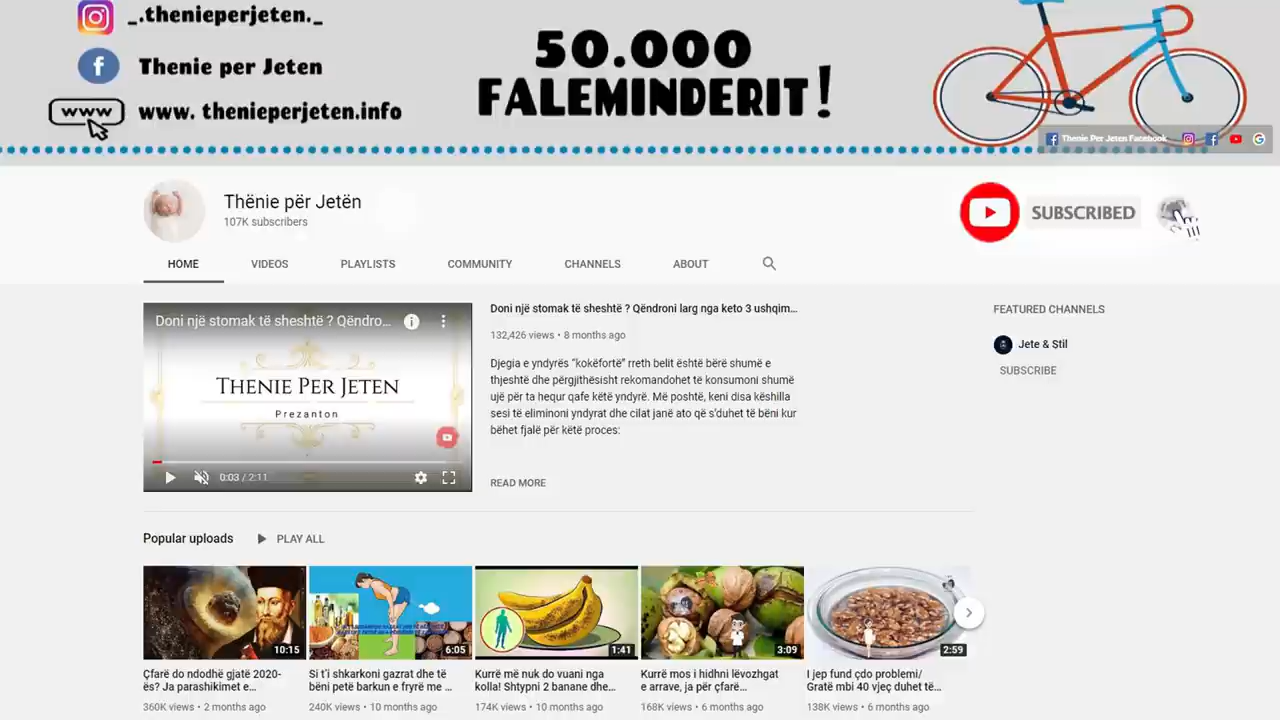 _.thenieperjeten._
Thenie per Jeten
www
www. thenieperjeten.info
50.000
FALEMINDERIT!
Thenie Per Jeten Facebook
Thënie për Jetën
107K subscribers
SUBSCRIBED
HOME VIDEOS PLAYLISTS COMMUNITY CHANNELS ABOUT
Doni një stomak të sheshtë ? Qëndro...
THENIE PER JETEN
Prezanton
0:03 / 2:11
Doni një stomak të sheshtë ? Qëndroni larg nga keto 3 ushqim...
132,426 views • 8 months ago
Djegia e yndyrës “kokëfortë” rreth belit është bërë shumë e
thjeshtë dhe përgjithësisht rekomandohet të konsumoni shumë
ujë për ta hequr qafe këtë yndyrë. Më poshtë, keni disa këshilla
sesi të eliminoni yndyrat dhe cilat janë ato që s’duhet të bëni kur
bëhet fjalë për këtë proces:
READ MORE
FEATURED CHANNELS
Jete & Stil
SUBSCRIBE
Popular uploads PLAY ALL
10:15
Çfarë do ndodhë gjatë 2020-
ës? Ja parashikimet e...
360K views • 2 months ago
6:05
Si t’i shkarkoni gazrat dhe të
bëni petë barkun e fryrë me ...
240K views • 10 months ago
1:41
Kurrë më nuk do vuani nga
kolla! Shtypni 2 banane dhe...
174K views • 10 months ago
3:09
Kurrë mos i hidhni lëvozhgat
e arrave, ja për çfarë...
168K views • 6 months ago
2:59
I jep fund çdo problemi/
Gratë mbi 40 vjeç duhet të...
138K views • 6 months ago